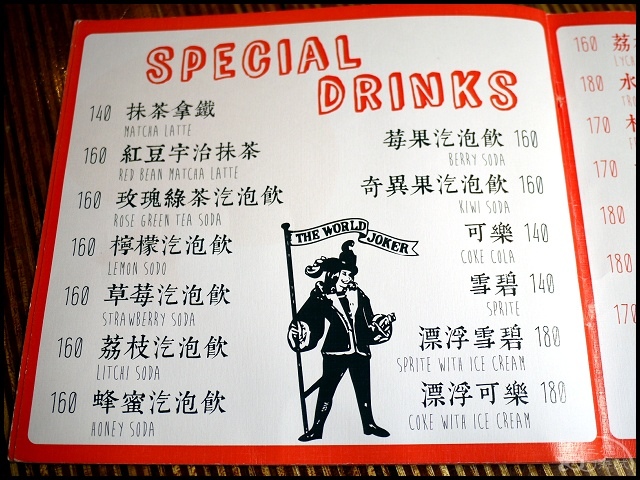 SPECIAL
DRINKS
140 抹茶拿鐵
MATCHA LATTE
160 紅豆宇治抹茶
RED BEAN MATCHA LATTE
160 玫瑰綠茶汽泡飲
ROSE GREEN TEA SODA
160 檸檬汽泡飲
LEMON SODO
160 草莓汽泡飲
STRAWBERRY SODA
160 荔枝汽泡飲
LITCHI SODA
160 蜂蜜汽泡飲
HONEY SODA
莓果汽泡飲 160
BERRY SODA
奇異果汽泡飲 160
KIWI SODA
可樂 140
COKE COLA
雪碧 140
SPRITE
漂浮雪碧 180
SPRITE WITH ICE CREAM
漂浮可樂 180
COKE WITH ICE CREAM
THE WORLD JOKER
160 荔
180 水
170
170
180
180
170